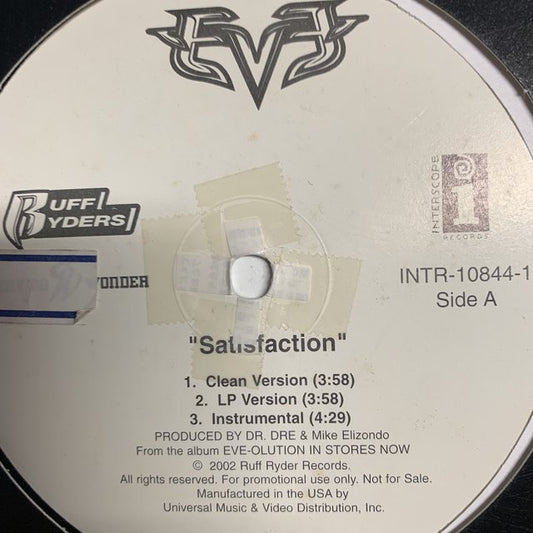 EVE
RUFF
RYDERS
INTERSCOPE
RECORDS
WONDER
INTR-10844-1
Side A
"Satisfaction"
1. Clean Version (3:58)
2. LP Version (3:58)
3. Instrumental (4:29)
PRODUCED BY DR. DRE & Mike Elizondo
From the album EVE-OLUTION IN STORES NOW
© 2002 Ruff Ryder Records.
All rights reserved. For promotional use only. Not for Sale.
Manufactured in the USA by
Universal Music & Video Distribution, Inc.